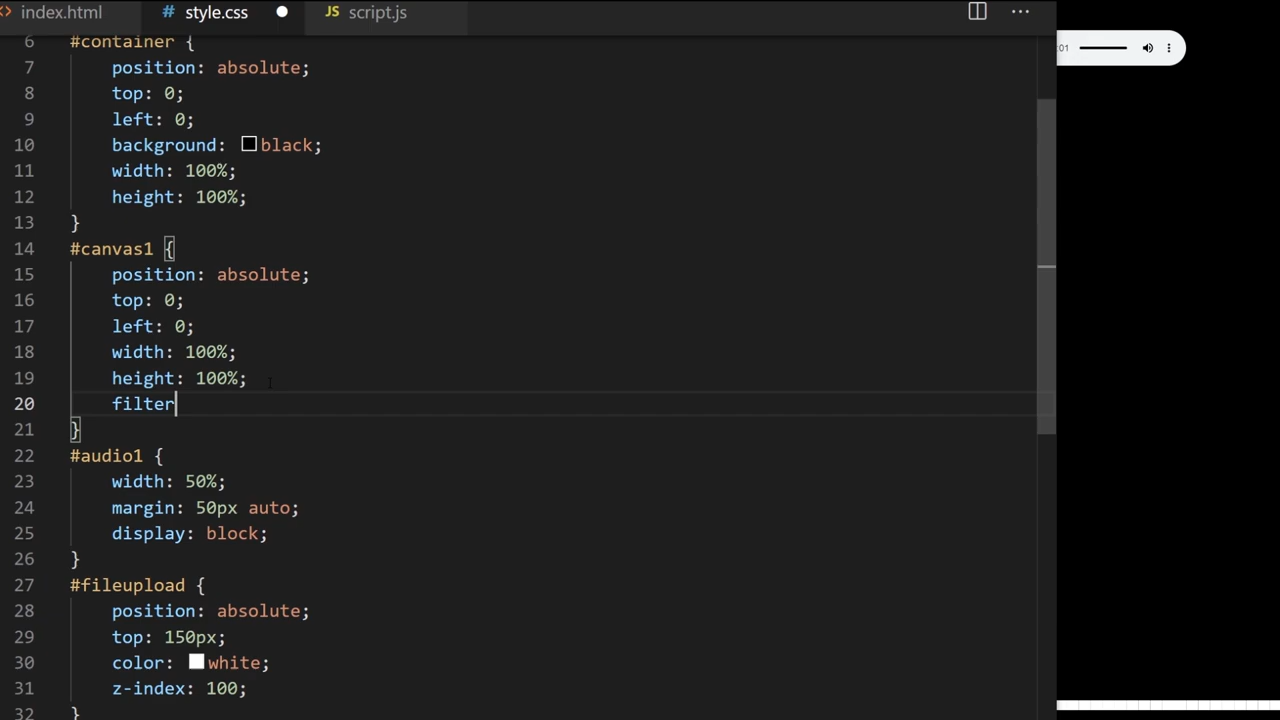 index.html
# style.css
JS script.js
...
:01
6 #container {
7 position: absolute;
8 top: 0;
9 left: 0;
10 background: black;
11 width: 100%;
12 height: 100%;
13 }
14 #canvas1 {
15 position: absolute;
16 top: 0;
17 left: 0;
18 width: 100%;
19 height: 100%;
20 filter
21 }
22 #audio1 {
23 width: 50%;
24 margin: 50px auto;
25 display: block;
26 }
27 #fileupload {
28 position: absolute;
29 top: 150px;
30 color: white;
31 z-index: 100;
32 }